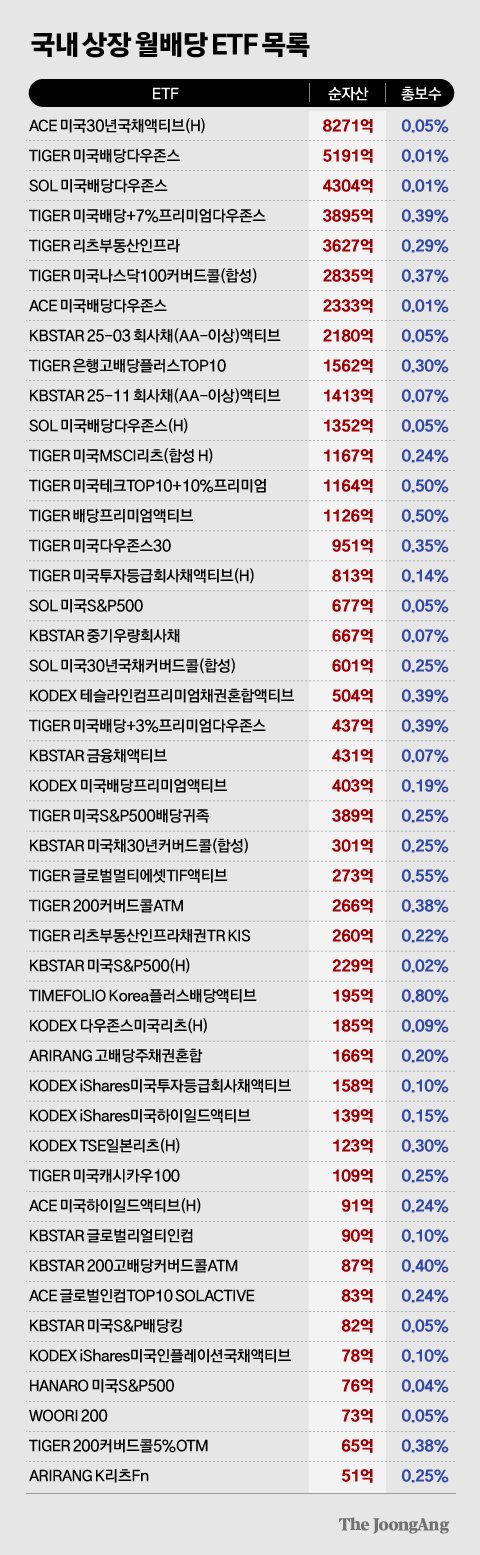 국내 상장 월배당 ETF 목록
ETF 순자산 총보수
ACE 미국30년국채액티브(H) 8271억 0.05%
TIGER 미국배당다우존스 5191억 0.01%
SOL 미국배당다우존스 4304억 0.01%
TIGER 미국배당+7%프리미엄다우존스 3895억 0.39%
TIGER 리츠부동산인프라 3627억 0.29%
TIGER 미국나스닥100커버드콜(합성) 2835억 0.37%
ACE 미국배당다우존스 2333억 0.01%
KBSTAR 25-03 회사채(AA-이상)액티브 2180억 0.05%
TIGER 은행고배당플러스TOP10 1562억 0.30%
KBSTAR 25-11 회사채(AA-이상)액티브 1413억 0.07%
SOL 미국배당다우존스(H) 1352억 0.05%
TIGER 미국MSCI리츠(합성 H) 1167억 0.24%
TIGER 미국테크TOP10+10%프리미엄 1164억 0.50%
TIGER 배당프리미엄액티브 1126억 0.50%
TIGER 미국다우존스30 951억 0.35%
TIGER 미국투자등급회사채액티브(H) 813억 0.14%
SOL 미국S&P500 677억 0.05%
KBSTAR 중기우량회사채 667억 0.07%
SOL 미국30년국채커버드콜(합성) 601억 0.25%
KODEX 테슬라인컴프리미엄채권혼합액티브 504억 0.39%
TIGER 미국배당+3%프리미엄다우존스 437억 0.39%
KBSTAR 금융채액티브 431억 0.07%
KODEX 미국배당프리미엄액티브 403억 0.19%
TIGER 미국S&P500배당귀족 389억 0.25%
KBSTAR 미국채30년커버드콜(합성) 301억 0.25%
TIGER 글로벌멀티에셋TIF액티브 273억 0.55%
TIGER 200커버드콜ATM 266억 0.38%
TIGER 리츠부동산인프라채권TR KIS 260억 0.22%
KBSTAR 미국S&P500(H) 229억 0.02%
TIMEFOLIO Korea플러스배당액티브 195억 0.80%
KODEX 다우존스미국리츠(H) 185억 0.09%
ARIRANG 고배당주채권혼합 166억 0.20%
KODEX iShares미국투자등급회사채액티브 158억 0.10%
KODEX iShares미국하이일드액티브 139억 0.15%
KODEX TSE일본리츠(H) 123억 0.30%
TIGER 미국캐시카우100 109억 0.25%
ACE 미국하이일드액티브(H) 91억 0.24%
KBSTAR 글로벌리얼티인컴 90억 0.10%
KBSTAR 200고배당커버드콜ATM 87억 0.40%
ACE 글로벌인컴TOP10 SOLACTIVE 83억 0.24%
KBSTAR 미국S&P배당킹 82억 0.05%
KODEX iShares미국인플레이션국채액티브 78억 0.10%
HANARO 미국S&P500 76억 0.04%
WOORI 200 73억 0.05%
TIGER 200커버드콜5%OTM 65억 0.38%
ARIRANG K리츠Fn 51억 0.25%
The JoongAng